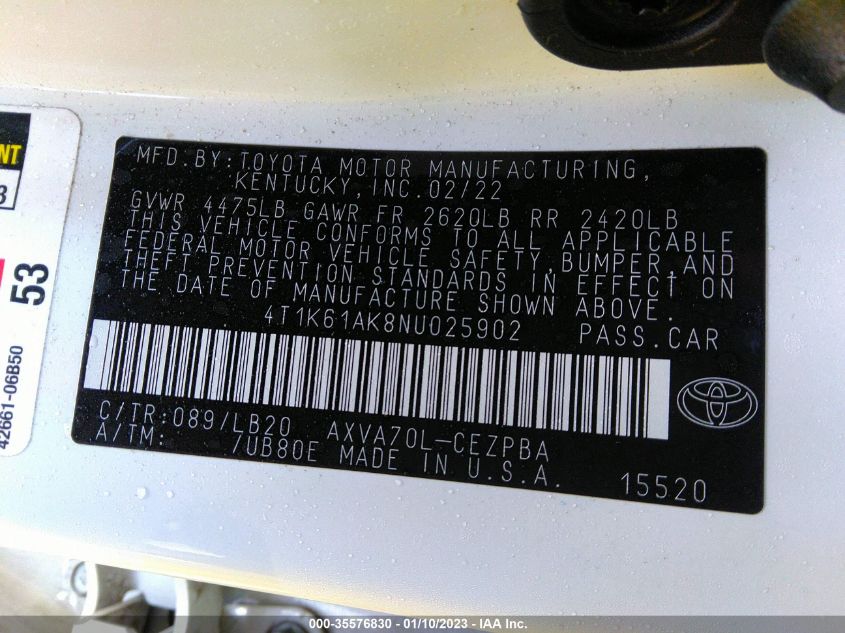 MFD.BY:TOYOTA MOTOR MANUFACTURING,
KENTUCKY,INC.02/22
GVWR 4475LB GAWR FR 2620LB RR 2420LB
THIS VEHICLE CONFORMS TO ALL APPLICABLE
FEDERAL MOTOR VEHICLE SAFETY,BUMPER,AND
THEFT PREVENTION STANDARDS IN EFFECT ON
THE DATE OF MANUFACTURE SHOWN ABOVE.
4T1K61AK8NU025902 PASS.CAR
C/TR:089/LB20 AXVA70L-CEZPBA
A/TM: 7UB80E MADE IN U.S.A. 15520
NT
3
53
42661-06B50
000-35576830 - 01/10/2023 - IAA Inc.